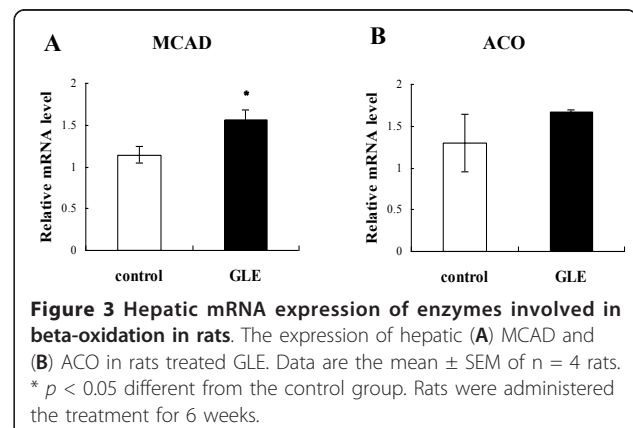 A
MCAD
Relative mRNA level
2
1.5
1
0.5
0
*
control
GLE
B
ACO
Relative mRNA level
2
1.5
1
0.5
0
control
GLE
Figure 3 Hepatic mRNA expression of enzymes involved in
beta-oxidation in rats. The expression of hepatic (A) MCAD and
(B) ACO in rats treated GLE. Data are the mean ± SEM of n = 4 rats.
* p < 0.05 different from the control group. Rats were administered
the treatment for 6 weeks.